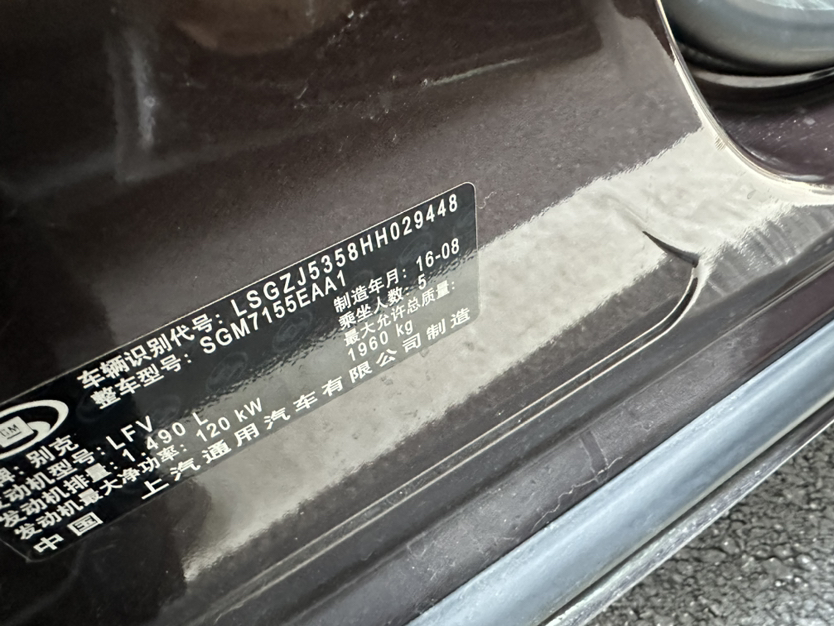 车辆识别代号: LSGZJ5358HH029448
整车型号: SGM7155EAA1
制造年月: 16-08
乘坐人数: 5
最大允许总质量:
1960 kg
GM
牌: 别克
发动机型号: LFV
发动机排量: 1.490 L
发动机最大净功率: 120 kW
中国 上汽通用汽车有限公司制造